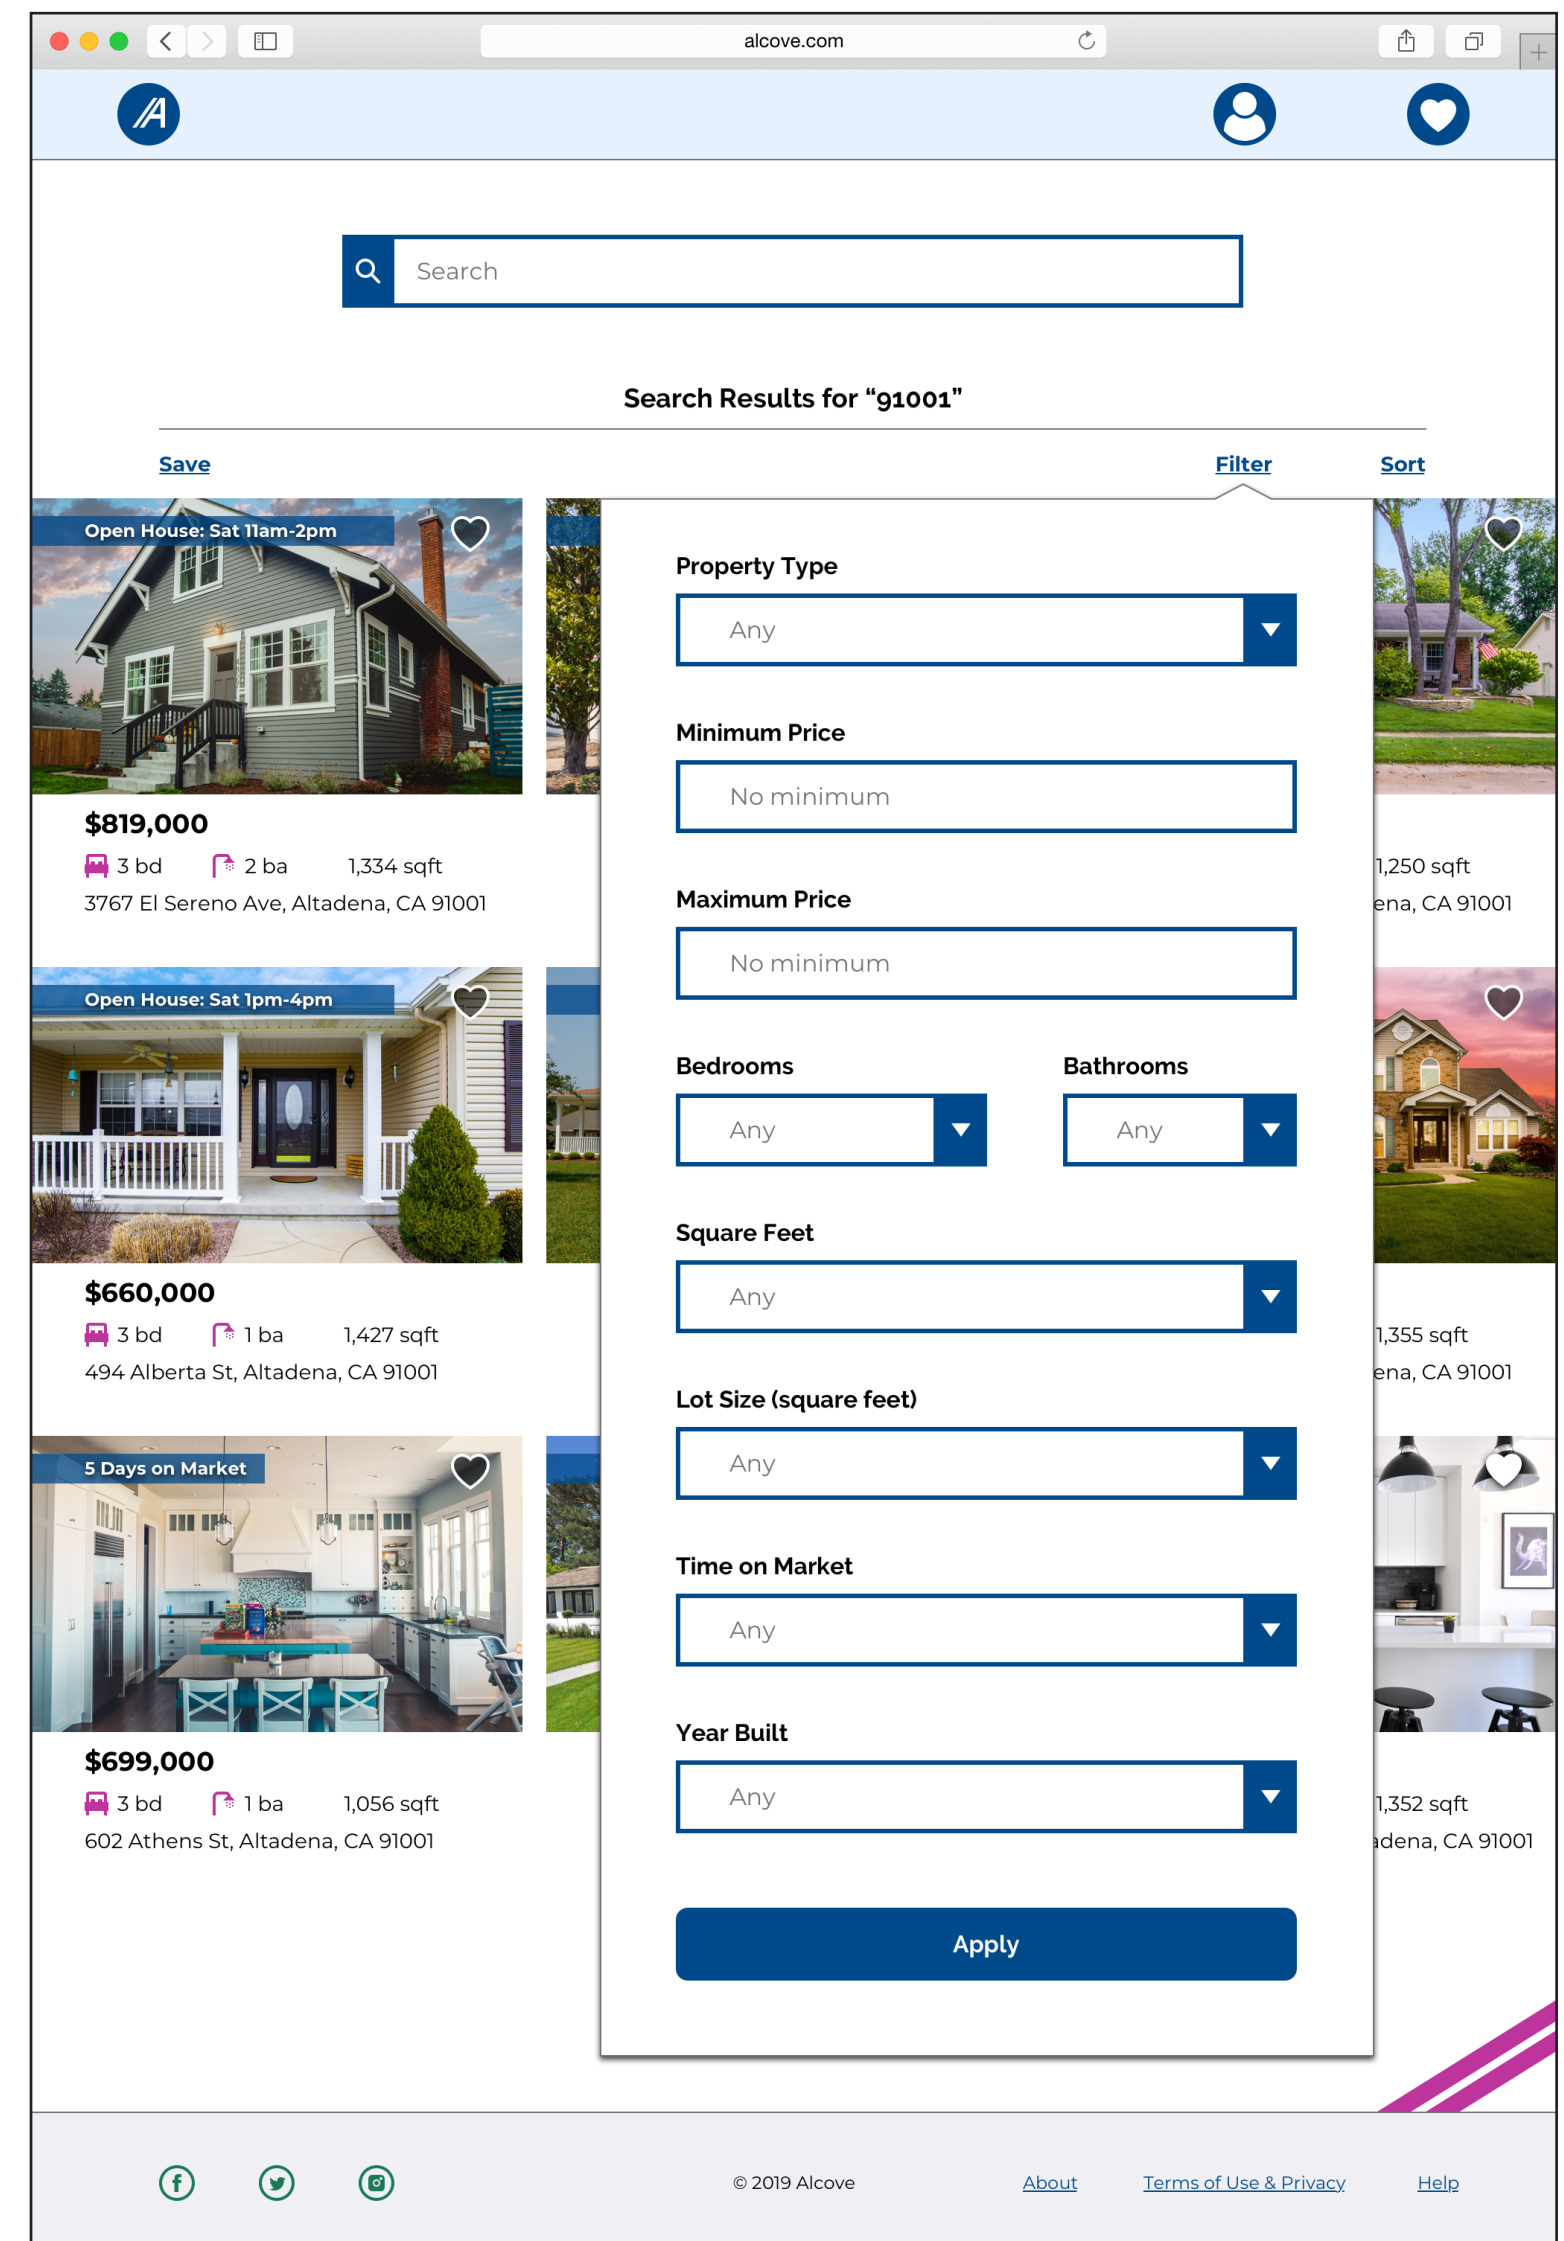 alcove.com
Search
Search Results for “91001”
Save
Filter
Sort
Open House: Sat 11am-2pm
$819,000
3 bd 2 ba 1,334 sqft
3767 El Sereno Ave, Altadena, CA 91001
Open House: Sat 1pm-4pm
$660,000
3 bd 1 ba 1,427 sqft
494 Alberta St, Altadena, CA 91001
5 Days on Market
$699,000
3 bd 1 ba 1,056 sqft
602 Athens St, Altadena, CA 91001
Property Type
Any
Minimum Price
No minimum
Maximum Price
No minimum
Bedrooms
Any
Bathrooms
Any
Square Feet
Any
Lot Size (square feet)
Any
Time on Market
Any
Year Built
Any
Apply
1,250 sqft
ena, CA 91001
1,355 sqft
ena, CA 91001
1,352 sqft
adena, CA 91001
© 2019 Alcove
About
Terms of Use & Privacy
Help